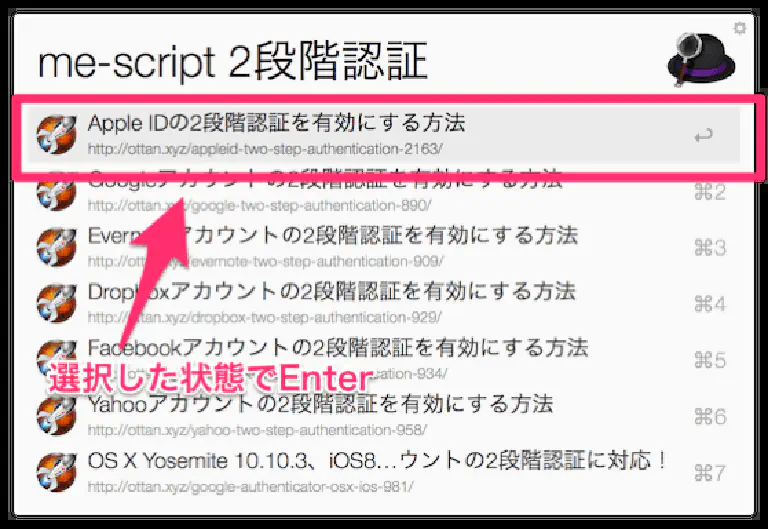 me-script 2段階認証
Apple IDの2段階認証を有効にする方法
http://ottan.xyz/appleid-two-step-authentication-2163/
Googleアカウントの2段階認証を有効にする方法
http://ottan.xyz/google-two-step-authentication-890/
⌘2
Evernoteアカウントの2段階認証を有効にする方法
http://ottan.xyz/evernote-two-step-authentication-909/
⌘3
Dropboxアカウントの2段階認証を有効にする方法
http://ottan.xyz/dropbox-two-step-authentication-929/
⌘4
Facebookアカウントの2段階認証を有効にする方法
-authentication-934/
⌘5
選択した状態でEnter
Yahooアカウントの2段階認証を有効にする方法
http://ottan.xyz/yahoo-two-step-authentication-958/
⌘6
OS X Yosemite 10.10.3、iOS8…ウントの2段階認証に対応！
http://ottan.xyz/google-authenticator-osx-ios-981/
⌘7